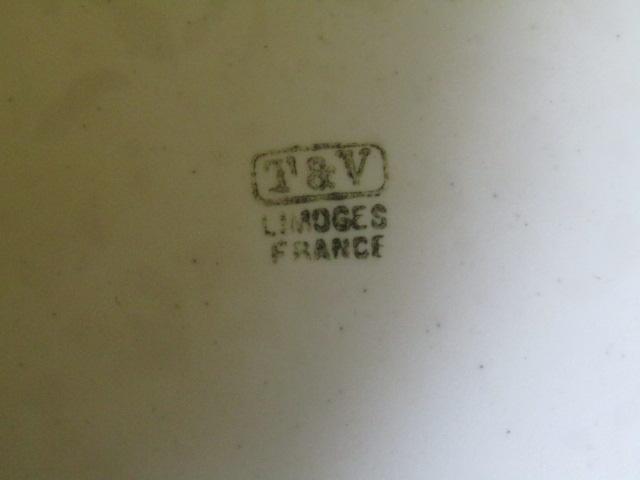 T & V
LIMOGES
FRANCE